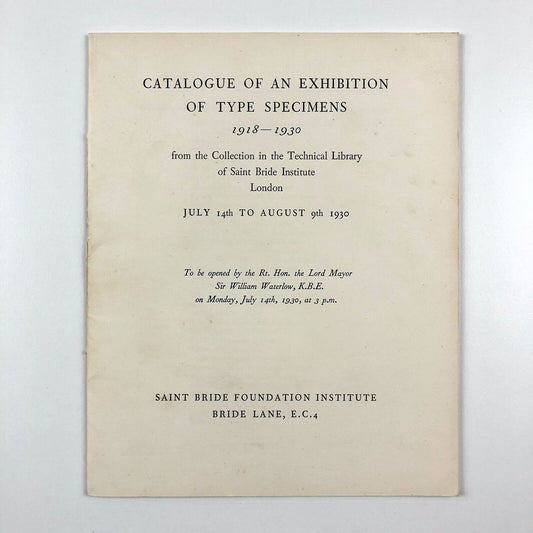 CATALOGUE OF AN EXHIBITION
OF TYPE SPECIMENS
1918—1930
from the Collection in the Technical Library
of Saint Bride Institute
London
JULY 14th TO AUGUST 9th 1930
To be opened by the Rt. Hon. the Lord Mayor
Sir William Waterlow, K.B.E.
on Monday, July 14th, 1930, at 3 p.m.
SAINT BRIDE FOUNDATION INSTITUTE
BRIDE LANE, E.C.4